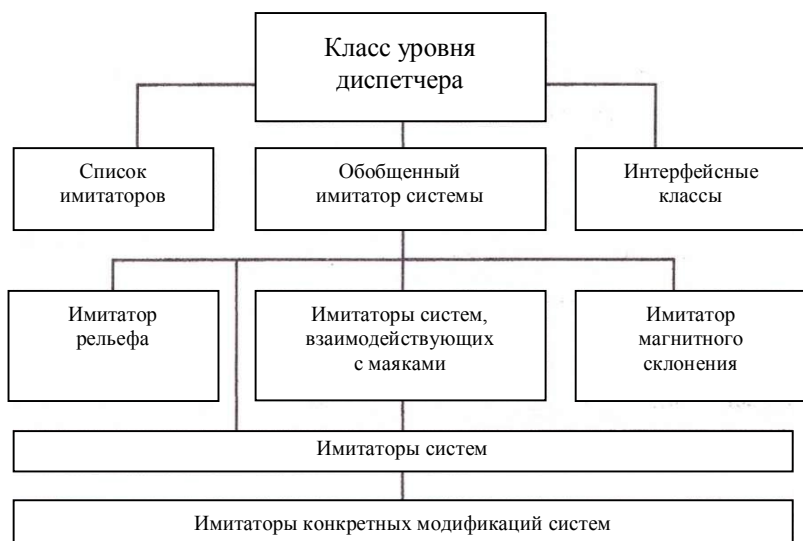 Класс уровня
диспетчера
Список
имитаторов
Обобщенный
имитатор системы
Интерфейсные
классы
Имитатор
рельефа
Имитаторы систем,
взаимодействующих
с маяками
Имитатор
магнитного
склонения
Имитаторы систем
Имитаторы конкретных модификаций систем